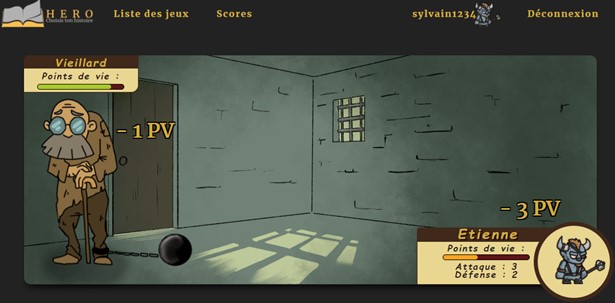 HERO
Choisis ton histoire
Liste des jeux
Scores
sylvain1234
Déconnexion
Vieillard
Points de vie :
- 1 PV
- 3 PV
Etienne
Points de vie :
Attaque : 3
Défense : 2